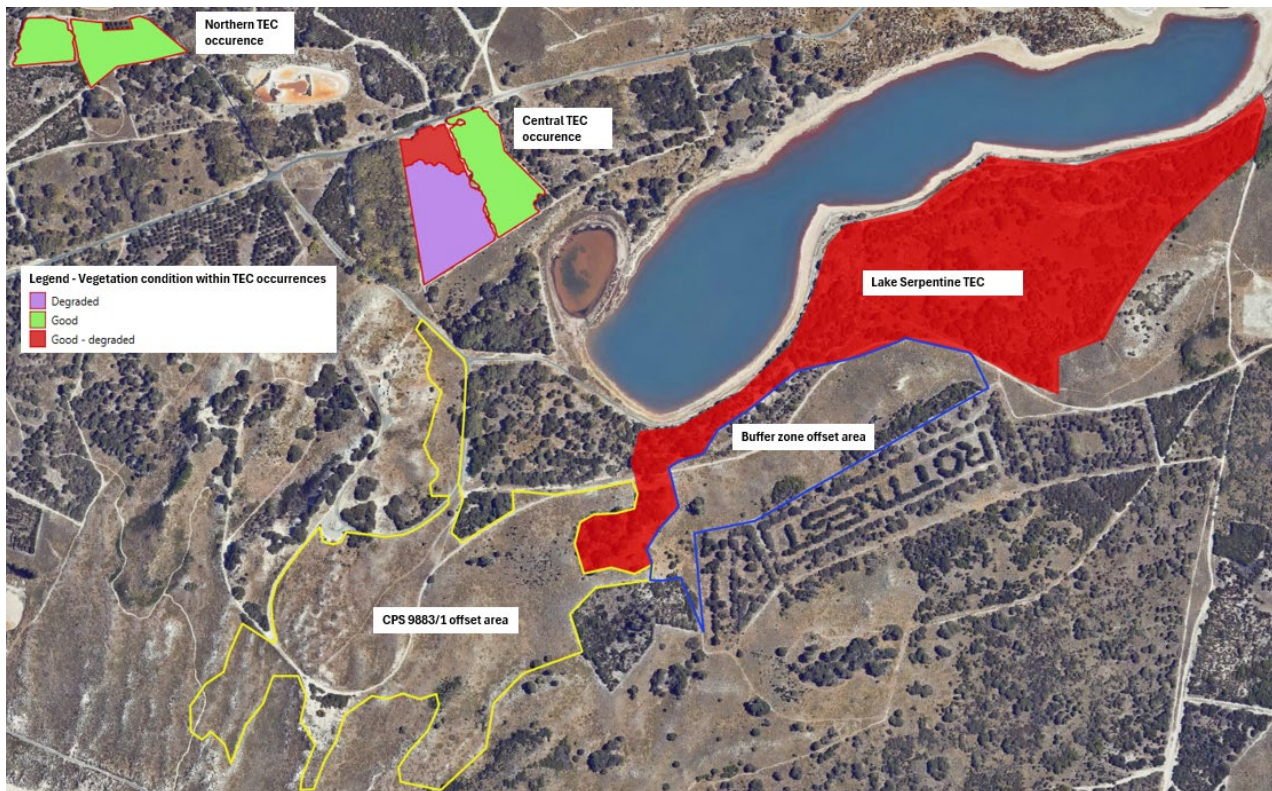 Northern TEC
occurence
Central TEC
occurence
Legend - Vegetation condition within TEC occurrences
Degraded
Good
Good - degraded
Lake Serpentine TEC
Buffer zone offset area
CPS 9883/1 offset area